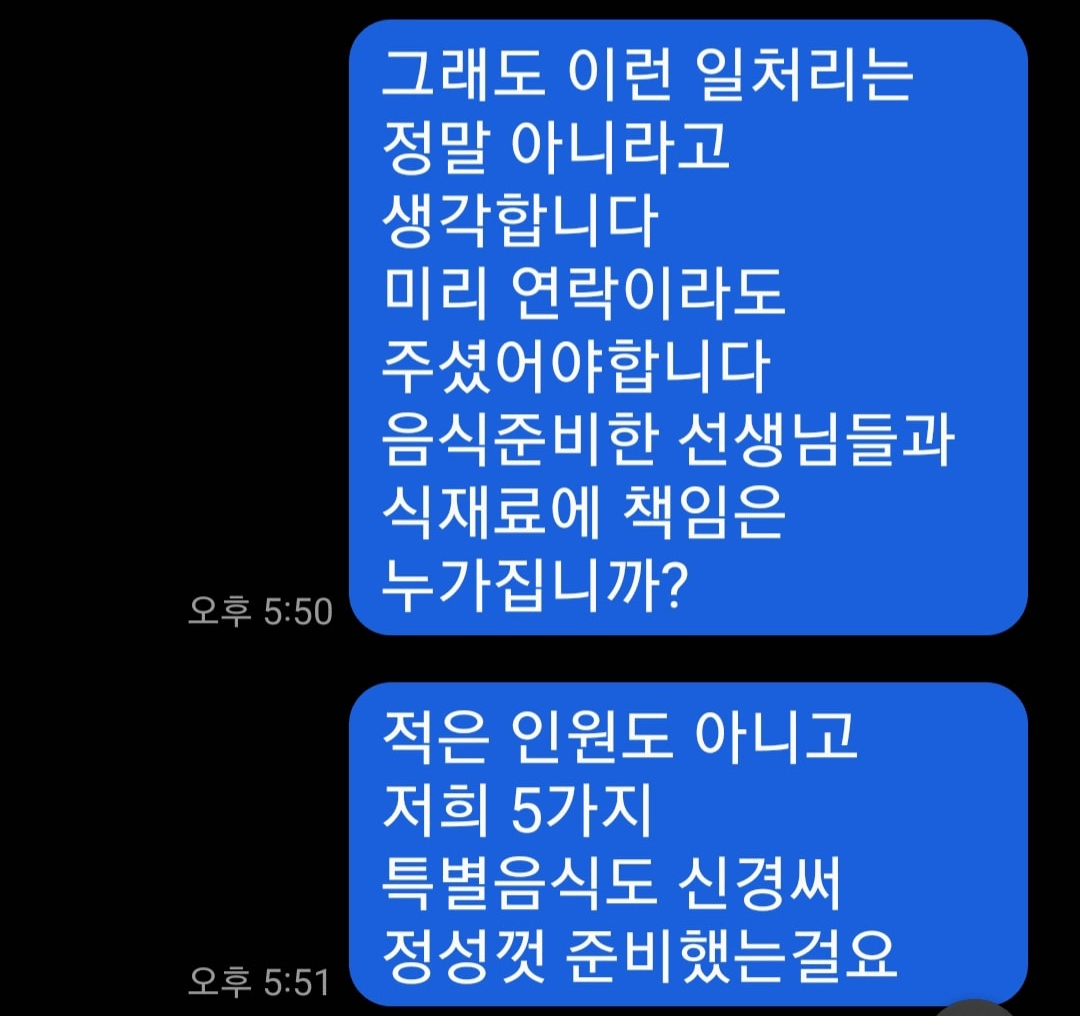 그래도 이런 일처리는
정말 아니라고
생각합니다
미리 연락이라도
주셨어야합니다
음식준비한 선생님들과
식재료에 책임은
누가집니까?
오후 5:50
적은 인원도 아니고
저희 5가지
특별음식도 신경써
정성껏 준비했는걸요
오후 5:51